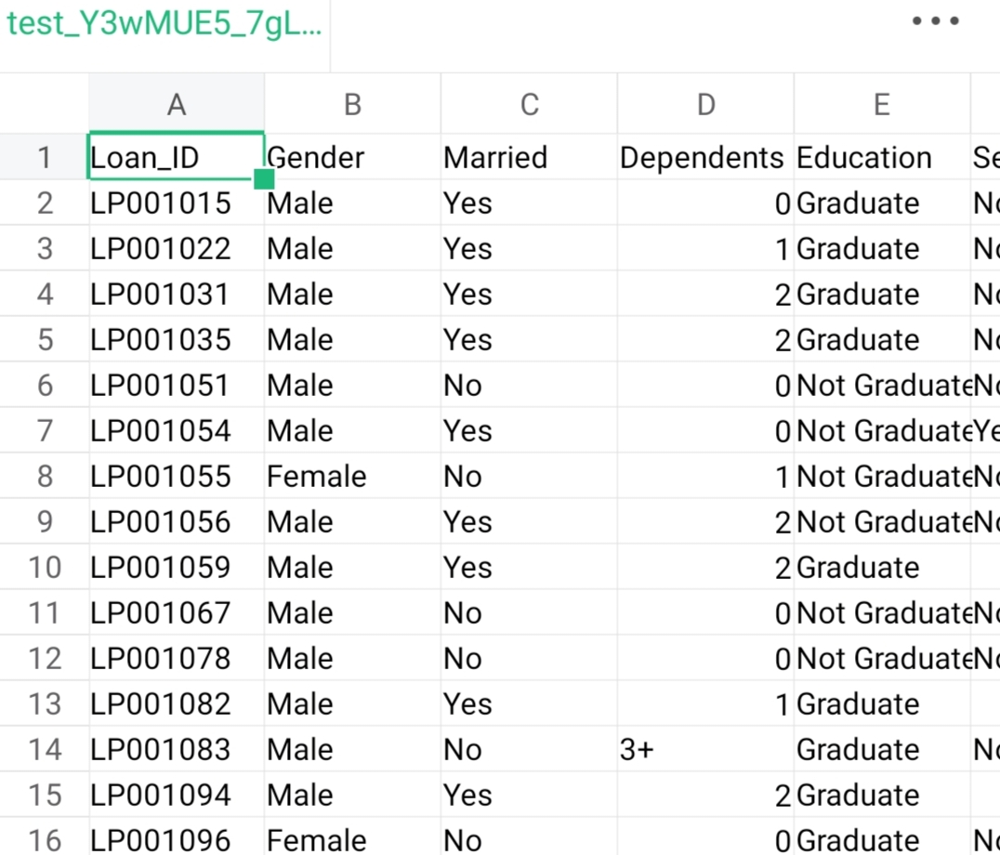 test_Y3wMUE5_7gL...
A B C D E
1 Loan_ID Gender Married Dependents Education Se
2 LP001015 Male Yes 0 Graduate No
3 LP001022 Male Yes 1 Graduate No
4 LP001031 Male Yes 2 Graduate No
5 LP001035 Male Yes 2 Graduate No
6 LP001051 Male No 0 Not Graduate No
7 LP001054 Male Yes 0 Not Graduate Ye
8 LP001055 Female No 1 Not Graduate No
9 LP001056 Male Yes 2 Not Graduate No
10 LP001059 Male Yes 2 Graduate
11 LP001067 Male No 0 Not Graduate No
12 LP001078 Male No 0 Not Graduate No
13 LP001082 Male Yes 1 Graduate
14 LP001083 Male No 3+ Graduate No
15 LP001094 Male Yes 2 Graduate
16 LP001096 Female No 0 Graduate No